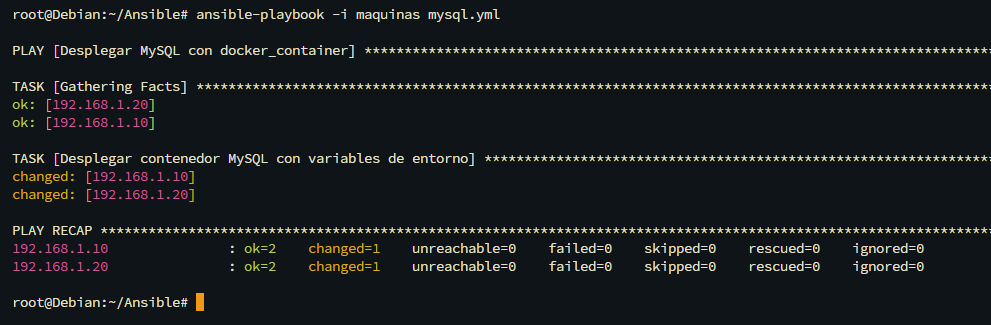 root@Debian:~/Ansible# ansible-playbook -i maquinas mysql.yml
PLAY [Desplegar MySQL con docker_container] ******************************************************************************
TASK [Gathering Facts] ***************************************************************************************************
ok: [192.168.1.20]
ok: [192.168.1.10]
TASK [Desplegar contenedor MySQL con variables de entorno] ***************************************************************
changed: [192.168.1.10]
changed: [192.168.1.20]
PLAY RECAP ***************************************************************************************************************
192.168.1.10               : ok=2    changed=1    unreachable=0    failed=0    skipped=0    rescued=0    ignored=0
192.168.1.20               : ok=2    changed=1    unreachable=0    failed=0    skipped=0    rescued=0    ignored=0
root@Debian:~/Ansible#